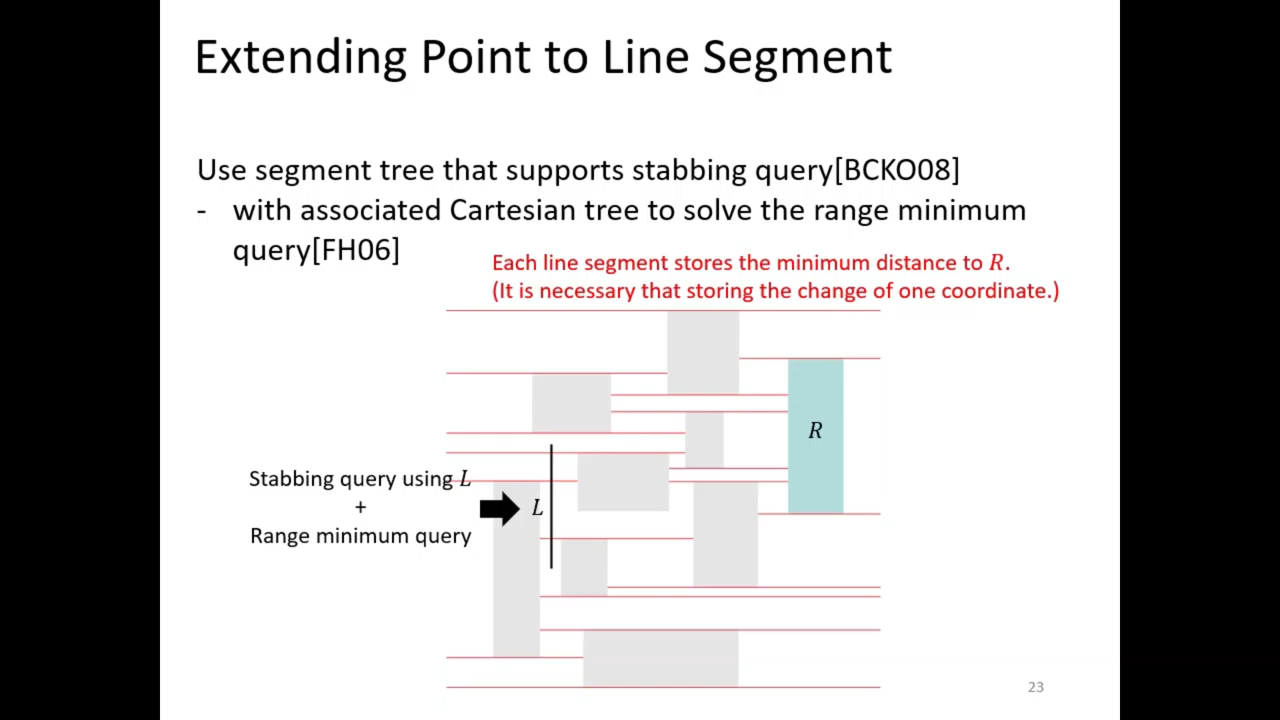 Extending Point to Line Segment
Use segment tree that supports stabbing query[BCKO08]
- with associated Cartesian tree to solve the range minimum
query[FH06]
Each line segment stores the minimum distance to R.
(It is necessary that storing the change of one coordinate.)
R
Stabbing query using L
+
Range minimum query
L
23